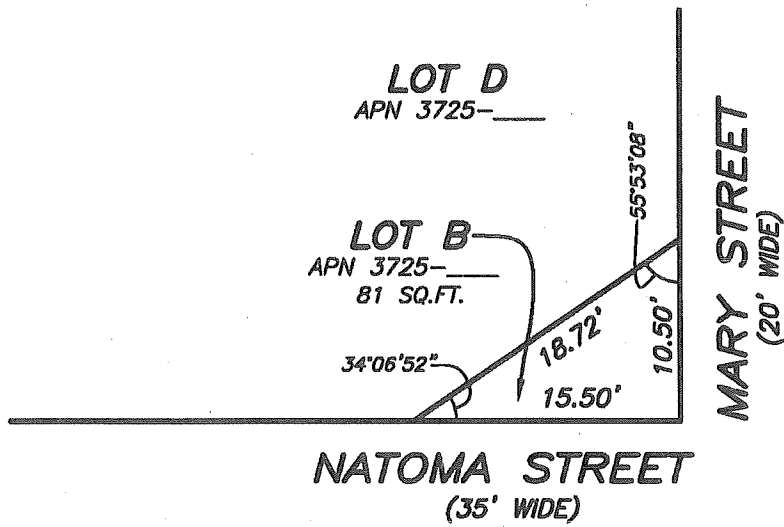 LOT D
APN 3725-____
MARY STREET
(20' WIDE)
55°53'08"
LOT B
APN 3725-____
81 SQ.FT.
34°06'52"
18.72'
10.50'
15.50'
NATOMA STREET
(35' WIDE)